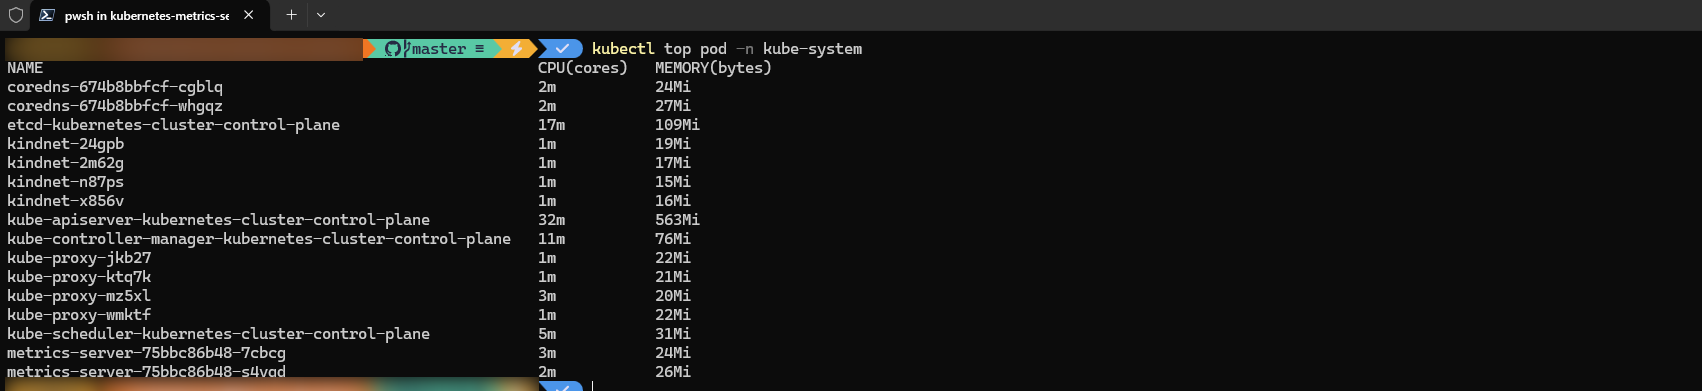 pwsh in kubernetes-metrics-se
master ≡ kubectl top pod -n kube-system
NAME CPU(cores) MEMORY(bytes)
coredns-674b8bbfcf-cgblq 2m 24Mi
coredns-674b8bbfcf-whgqz 2m 27Mi
etcd-kubernetes-cluster-control-plane 17m 109Mi
kindnet-24gpb 1m 19Mi
kindnet-2m62g 1m 17Mi
kindnet-n87ps 1m 15Mi
kindnet-x856v 1m 16Mi
kube-apiserver-kubernetes-cluster-control-plane 32m 563Mi
kube-controller-manager-kubernetes-cluster-control-plane 11m 76Mi
kube-proxy-jkb27 1m 22Mi
kube-proxy-ktq7k 1m 21Mi
kube-proxy-mz5xl 3m 20Mi
kube-proxy-wmktf 1m 22Mi
kube-scheduler-kubernetes-cluster-control-plane 5m 31Mi
metrics-server-75bbc86b48-7cbcg 3m 24Mi
metrics-server-75bbc86b48-s4vqd 2m 26Mi